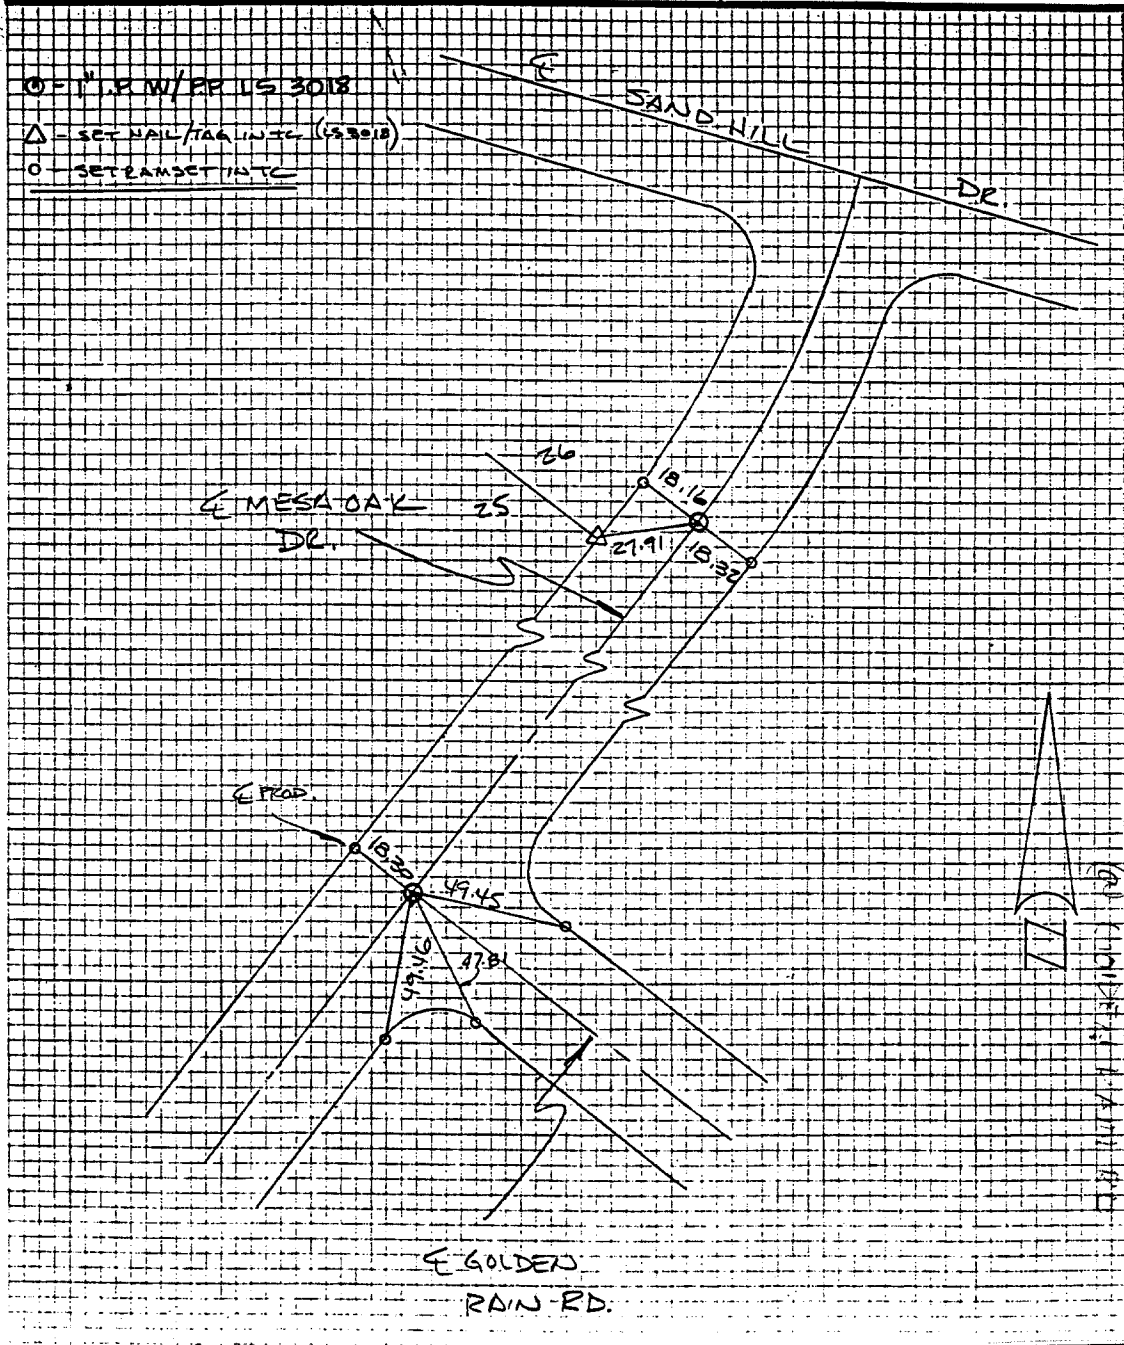 ⊙ - 1" I.P. W/PP LS 3018
△ - SET NAIL/TAG IN TC (LS 3018)
○ - SET RAMSET IN TC
℄
SAND HILL
DR.
26
25
℄ MESA OAK
DR.
18.16
27.91
18.32
℄ PROD.
18.30
49.45
49.46
47.81
℄ GOLDEN
RAIN RD.